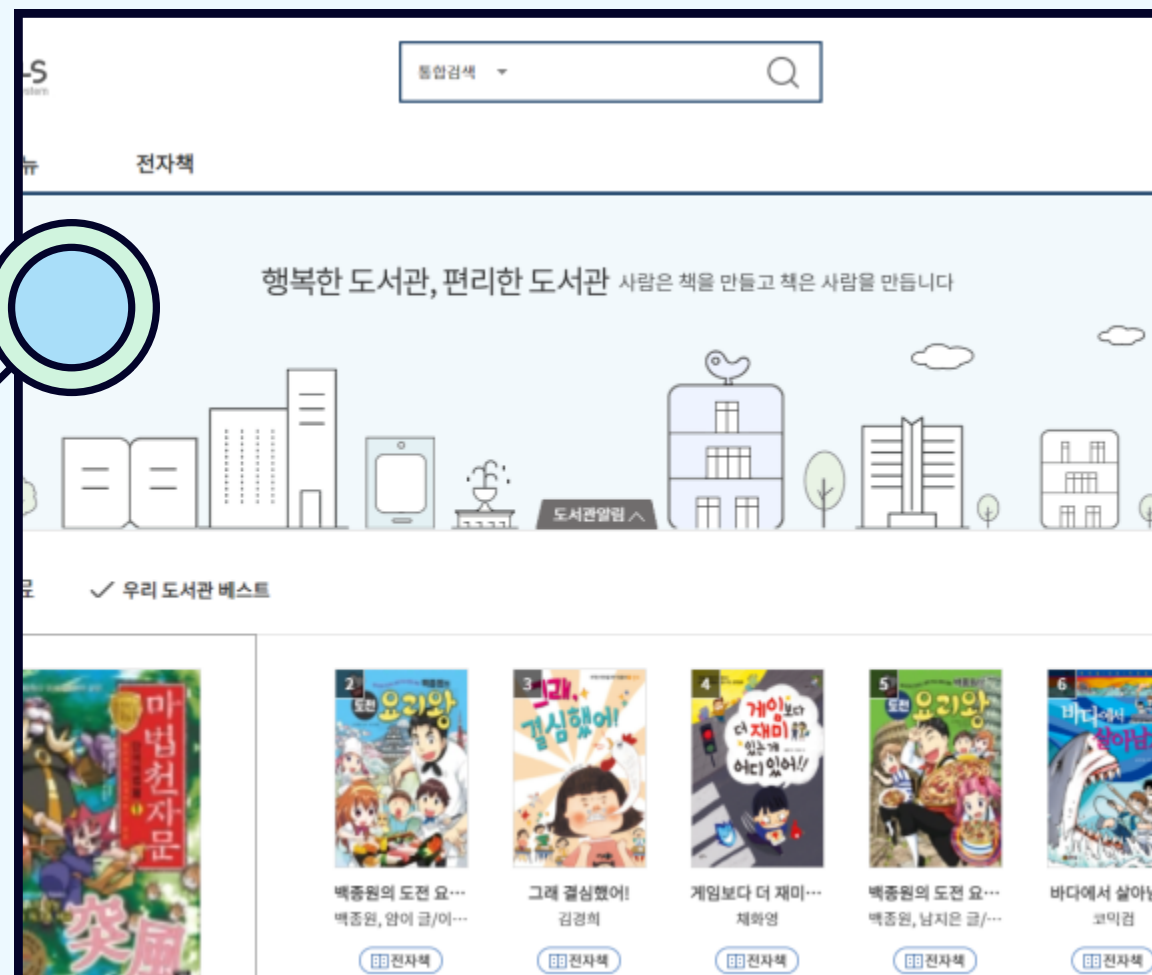 LS
통합검색
뉴
전자책
행복한 도서관, 편리한 도서관 사람은 책을 만들고 책은 사람을 만듭니다
도서관알림
료
우리 도서관 베스트
마법천자문
突風
2
도전 요리왕
3
그래, 결심했어!
4
게임보다
더 재미
있는 게
어디 있어!!
5
도전 요리왕
6
바다에서
살아남
백종원의 도전 요…
그래 결심했어!
게임보다 더 재미…
백종원의 도전 요…
바다에서 살아남
백종원, 암이 글/이…
김경희
채화영
백종원, 남지은 글/…
코믹컴
전자책
전자책
전자책
전자책
전자책